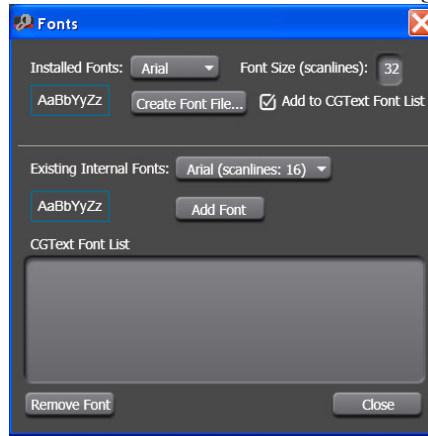 Fonts
Installed Fonts: Arial Font Size (scanlines): 32
AaBbYyZz Create Font File... Add to CGText Font List
Existing Internal Fonts: Arial (scanlines: 16)
AaBbYyZz Add Font
CGText Font List
Remove Font Close